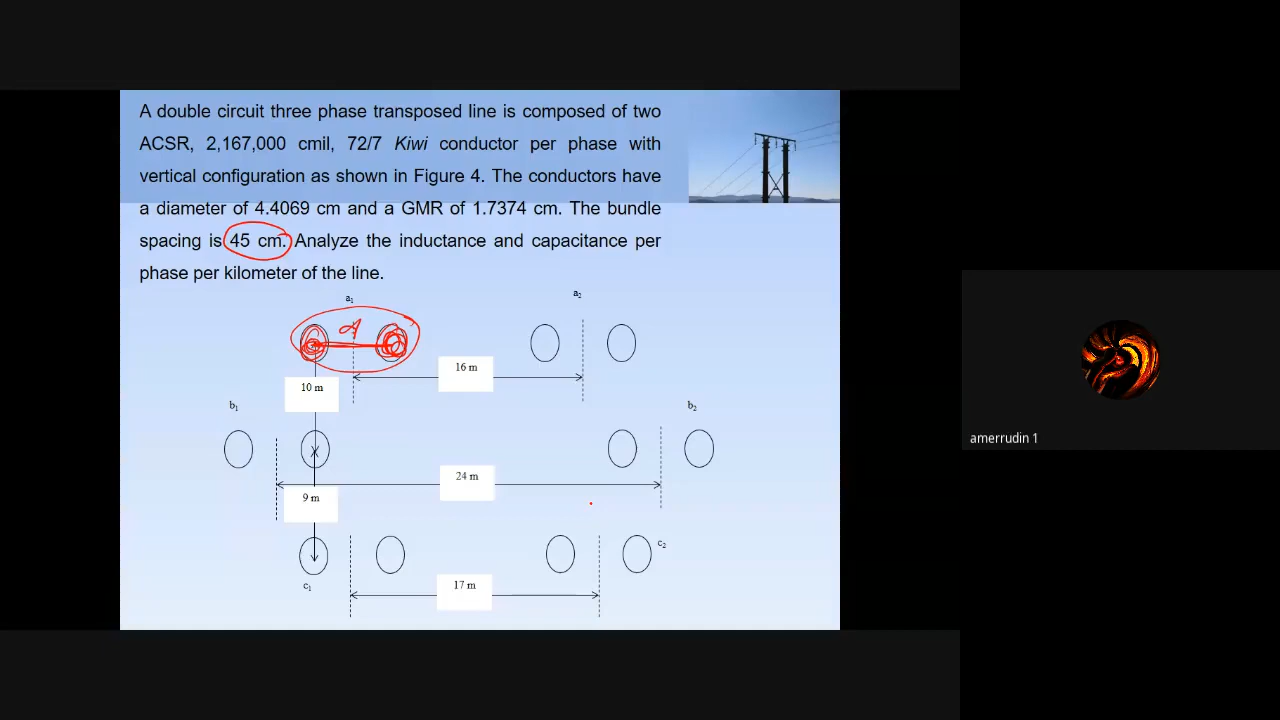 A double circuit three phase transposed line is composed of two
ACSR, 2,167,000 cmil, 72/7 Kiwi conductor per phase with
vertical configuration as shown in Figure 4. The conductors have
a diameter of 4.4069 cm and a GMR of 1.7374 cm. The bundle
spacing is 45 cm. Analyze the inductance and capacitance per
phase per kilometer of the line.
a₁
a₂
d
16 m
10 m
b₁
b₂
X
24 m
9 m
c₂
c₁
17 m
amerrudin 1